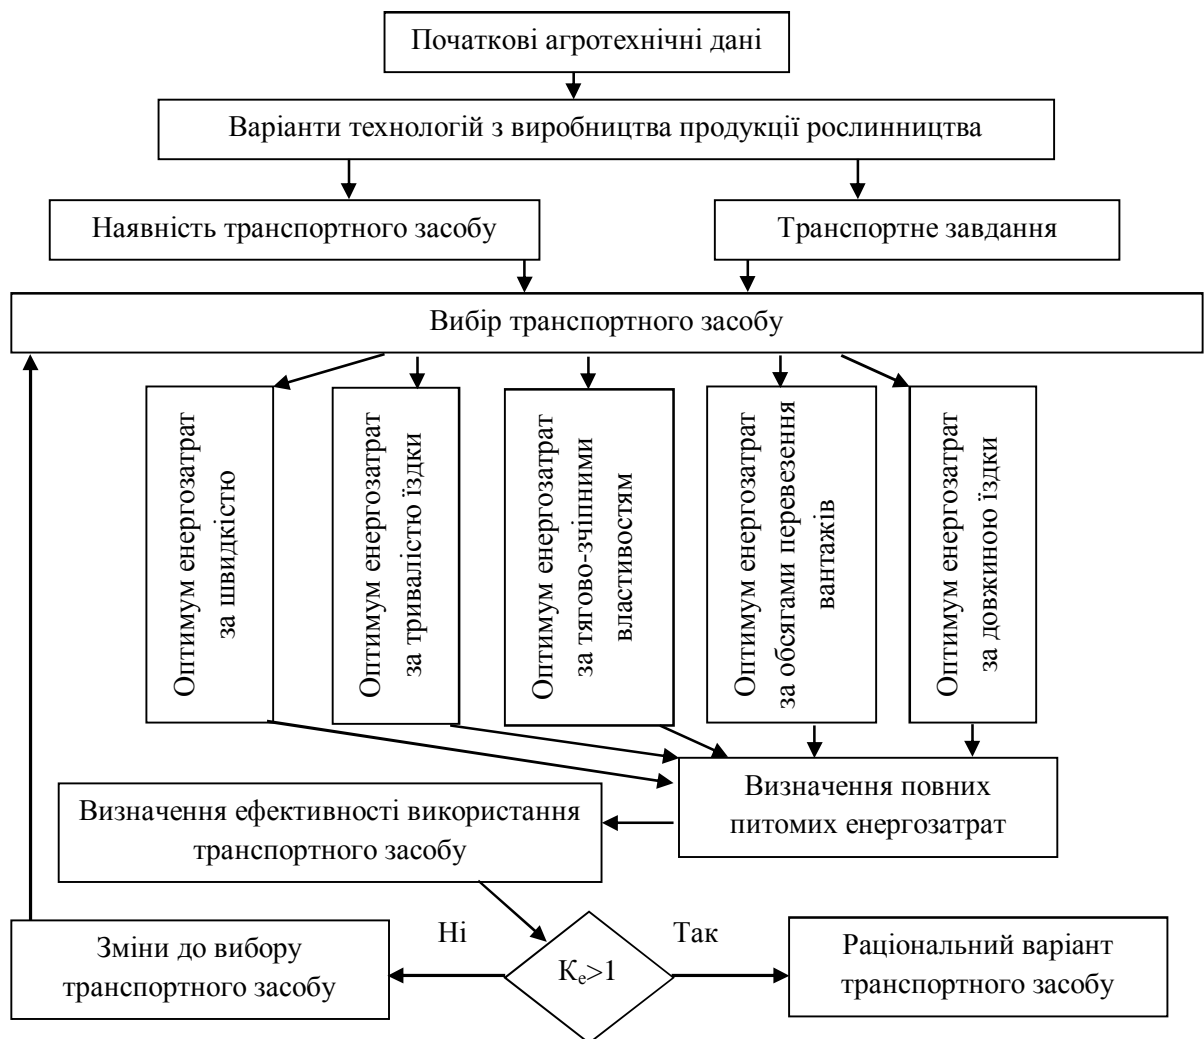 Початкові агротехнічні дані
Варіанти технологій з виробництва продукції рослинництва
Наявність транспортного засобу
Транспортне завдання
Вибір транспортного засобу
Оптимум енергозатрат
за швидкістю
Оптимум енергозатрат
за тривалістю їздки
Оптимум енергозатрат
за тягово-зчіпними
властивостям
Оптимум енергозатрат
за обсягами перевезення
вантажів
Оптимум енергозатрат
за довжиною їздки
Визначення повних
питомих енергозатрат
Визначення ефективності використання
транспортного засобу
Ні
Так
Зміни до вибору
транспортного засобу
Kе>1
Раціональний варіант
транспортного засобу